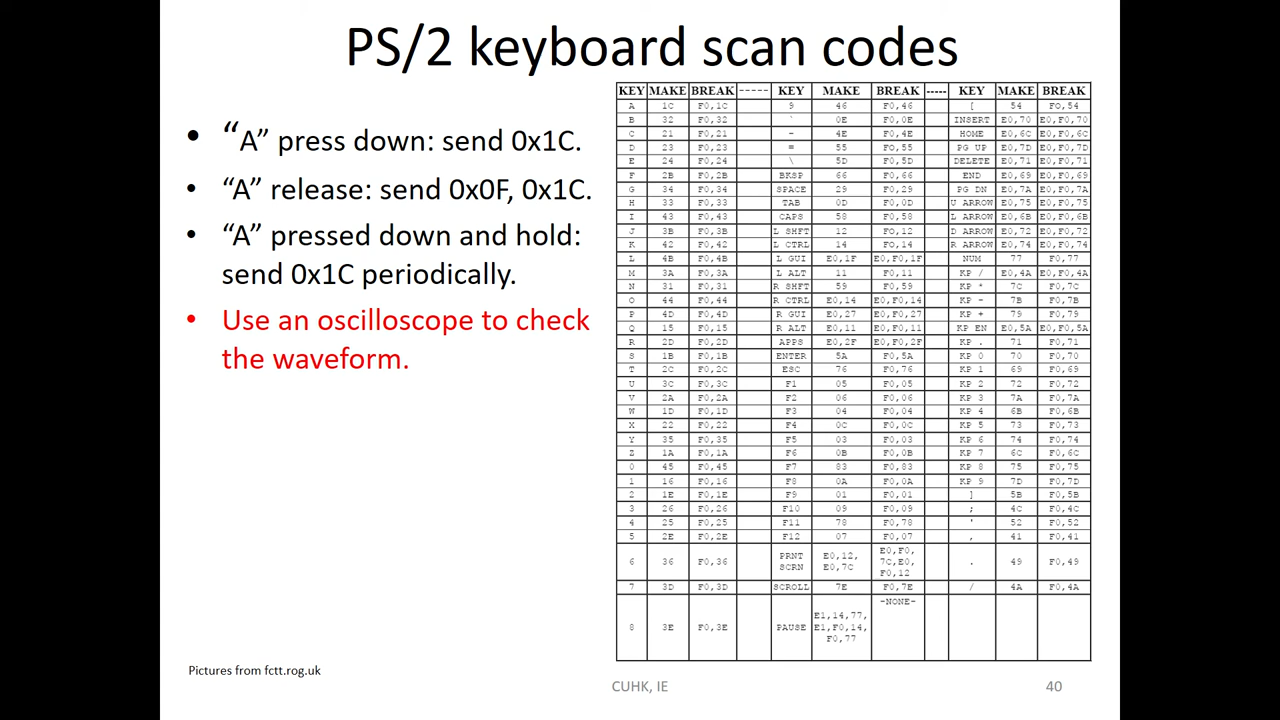 PS/2 keyboard scan codes
• “A” press down: send 0x1C.
• “A” release: send 0x0F, 0x1C.
• “A” pressed down and hold:
send 0x1C periodically.
• Use an oscilloscope to check
the waveform.
KEY MAKE BREAK ----- KEY MAKE BREAK ----- KEY MAKE BREAK
A 1C F0,1C 9 46 F0,46 [ 54 FO,54
B 32 F0,32 ` 0E F0,0E INSERT E0,70 E0,F0,70
C 21 F0,21 - 4E F0,4E HOME E0,6C E0,F0,6C
D 23 F0,23 = 55 FO,55 PG UP E0,7D E0,F0,7D
E 24 F0,24 \ 5D F0,5D DELETE E0,71 E0,F0,71
F 2B F0,2B BKSP 66 F0,66 END E0,69 E0,F0,69
G 34 F0,34 SPACE 29 F0,29 PG DN E0,7A E0,F0,7A
H 33 F0,33 TAB 0D F0,0D U ARROW E0,75 E0,F0,75
I 43 F0,43 CAPS 58 F0,58 L ARROW E0,6B E0,F0,6B
J 3B F0,3B L SHFT 12 FO,12 D ARROW E0,72 E0,F0,72
K 42 F0,42 L CTRL 14 FO,14 R ARROW E0,74 E0,F0,74
L 4B F0,4B L GUI E0,1F E0,F0,1F NUM 77 F0,77
M 3A F0,3A L ALT 11 F0,11 KP / E0,4A E0,F0,4A
N 31 F0,31 R SHFT 59 F0,59 KP * 7C F0,7C
O 44 F0,44 R CTRL E0,14 E0,F0,14 KP - 7B F0,7B
P 4D F0,4D R GUI E0,27 E0,F0,27 KP + 79 F0,79
Q 15 F0,15 R ALT E0,11 E0,F0,11 KP EN E0,5A E0,F0,5A
R 2D F0,2D APPS E0,2F E0,F0,2F KP . 71 F0,71
S 1B F0,1B ENTER 5A F0,5A KP 0 70 F0,70
T 2C F0,2C ESC 76 F0,76 KP 1 69 F0,69
U 3C F0,3C F1 05 F0,05 KP 2 72 F0,72
V 2A F0,2A F2 06 F0,06 KP 3 7A F0,7A
W 1D F0,1D F3 04 F0,04 KP 4 6B F0,6B
X 22 F0,22 F4 0C F0,0C KP 5 73 F0,73
Y 35 F0,35 F5 03 F0,03 KP 6 74 F0,74
Z 1A F0,1A F6 0B F0,0B KP 7 6C F0,6C
0 45 F0,45 F7 83 F0,83 KP 8 75 F0,75
1 16 F0,16 F8 0A F0,0A KP 9 7D F0,7D
2 1E F0,1E F9 01 F0,01 ] 5B F0,5B
3 26 F0,26 F10 09 F0,09 ; 4C F0,4C
4 25 F0,25 F11 78 F0,78 ' 52 F0,52
5 2E F0,2E F12 07 F0,07 , 41 F0,41
6 36 F0,36 PRNT SCRN E0,12, E0,7C E0,F0, 7C,E0, F0,12 . 49 F0,49
7 3D F0,3D SCROLL 7E F0,7E / 4A F0,4A
8 3E F0,3E PAUSE E1,14,77, E1,F0,14, F0,77 -NONE-
Pictures from fctt.rog.uk
CUHK, IE
40